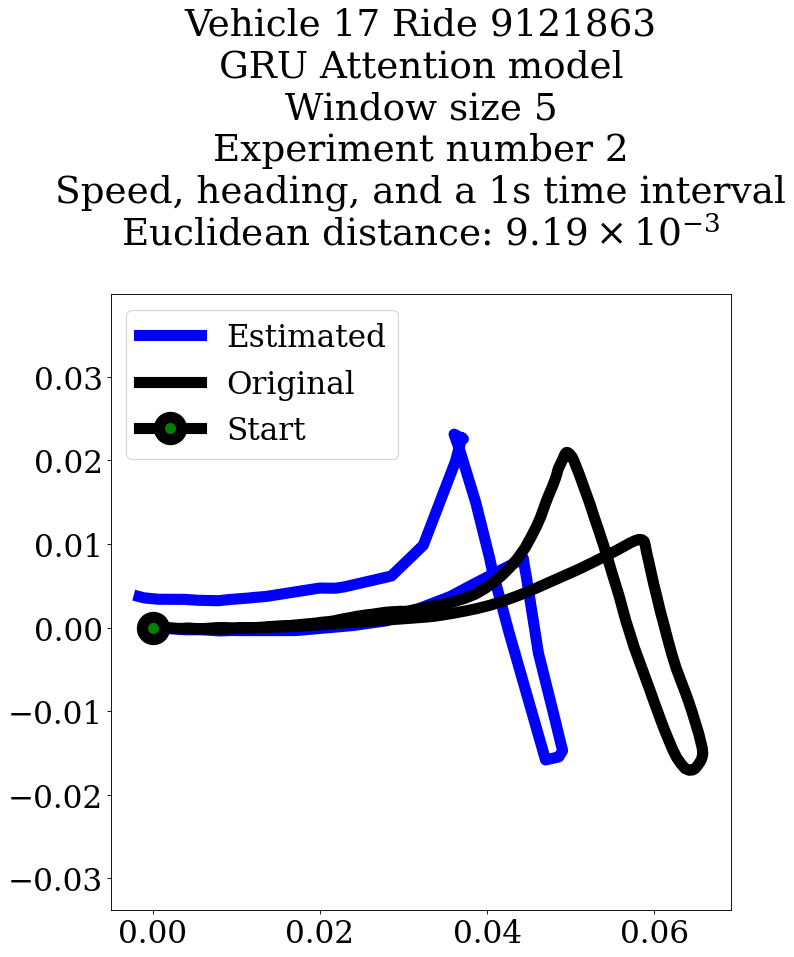 Vehicle 17 Ride 9121863
GRU Attention model
Window size 5
Experiment number 2
Speed, heading, and a 1s time interval
Euclidean distance: 9.19 × 10⁻³
Estimated
Original
Start
0.03
0.02
0.01
0.00
−0.01
−0.02
−0.03
0.00 0.02 0.04 0.06